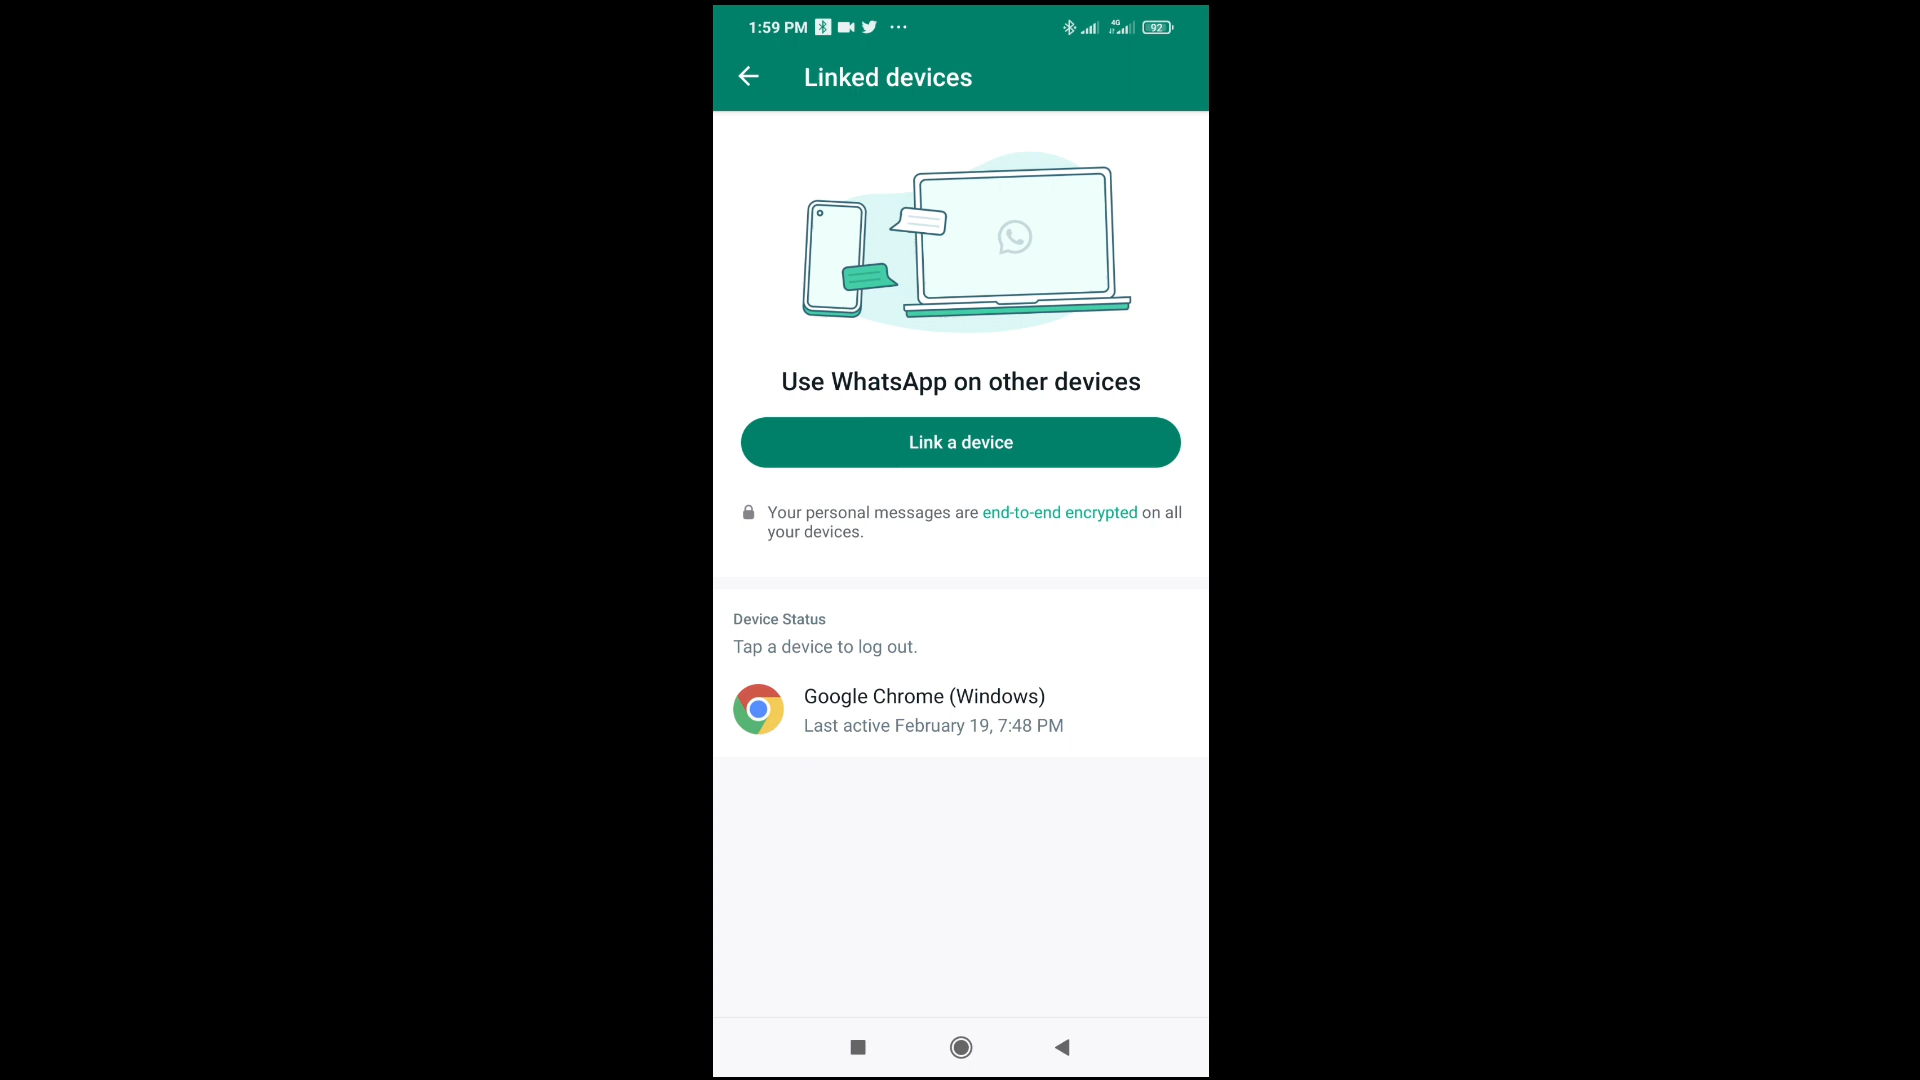 1:59 PM
4G
92
Linked devices
Use WhatsApp on other devices
Link a device
Your personal messages are end-to-end encrypted on all
your devices.
Device Status
Tap a device to log out.
Google Chrome (Windows)
Last active February 19, 7:48 PM